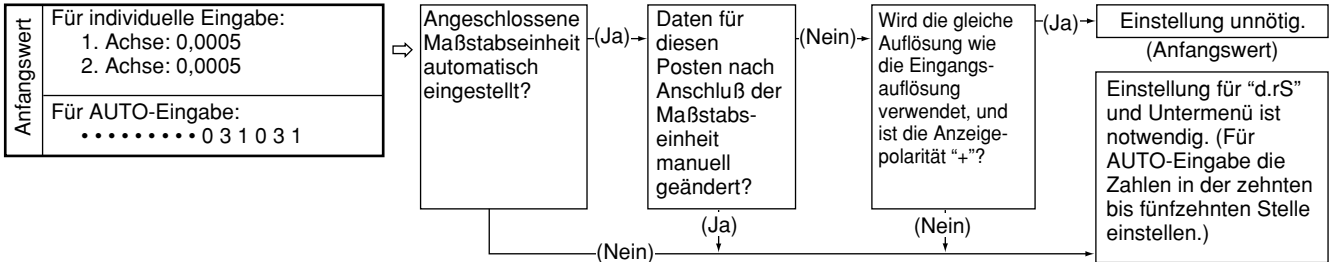 Anfangswert
Für individuelle Eingabe:
1. Achse: 0,0005
2. Achse: 0,0005
Für AUTO-Eingabe:
• • • • • • • • • 0 3 1 0 3 1
⇨
Angeschlossene
Maßstabseinheit
automatisch
eingestellt?
(Ja)
Daten für
diesen
Posten nach
Anschluß der
Maßstabs-
einheit
manuell
geändert?
(Nein)
Wird die gleiche
Auflösung wie
die Eingangs-
auflösung
verwendet, und
ist die Anzeige-
polarität “+”?
(Ja)
Einstellung unnötig.
(Anfangswert)
Einstellung für “d.rS”
und Untermenü ist
notwendig. (Für
AUTO-Eingabe die
Zahlen in der zehnten
bis fünfzehnten Stelle
einstellen.)
(Ja)
(Nein)
(Nein)